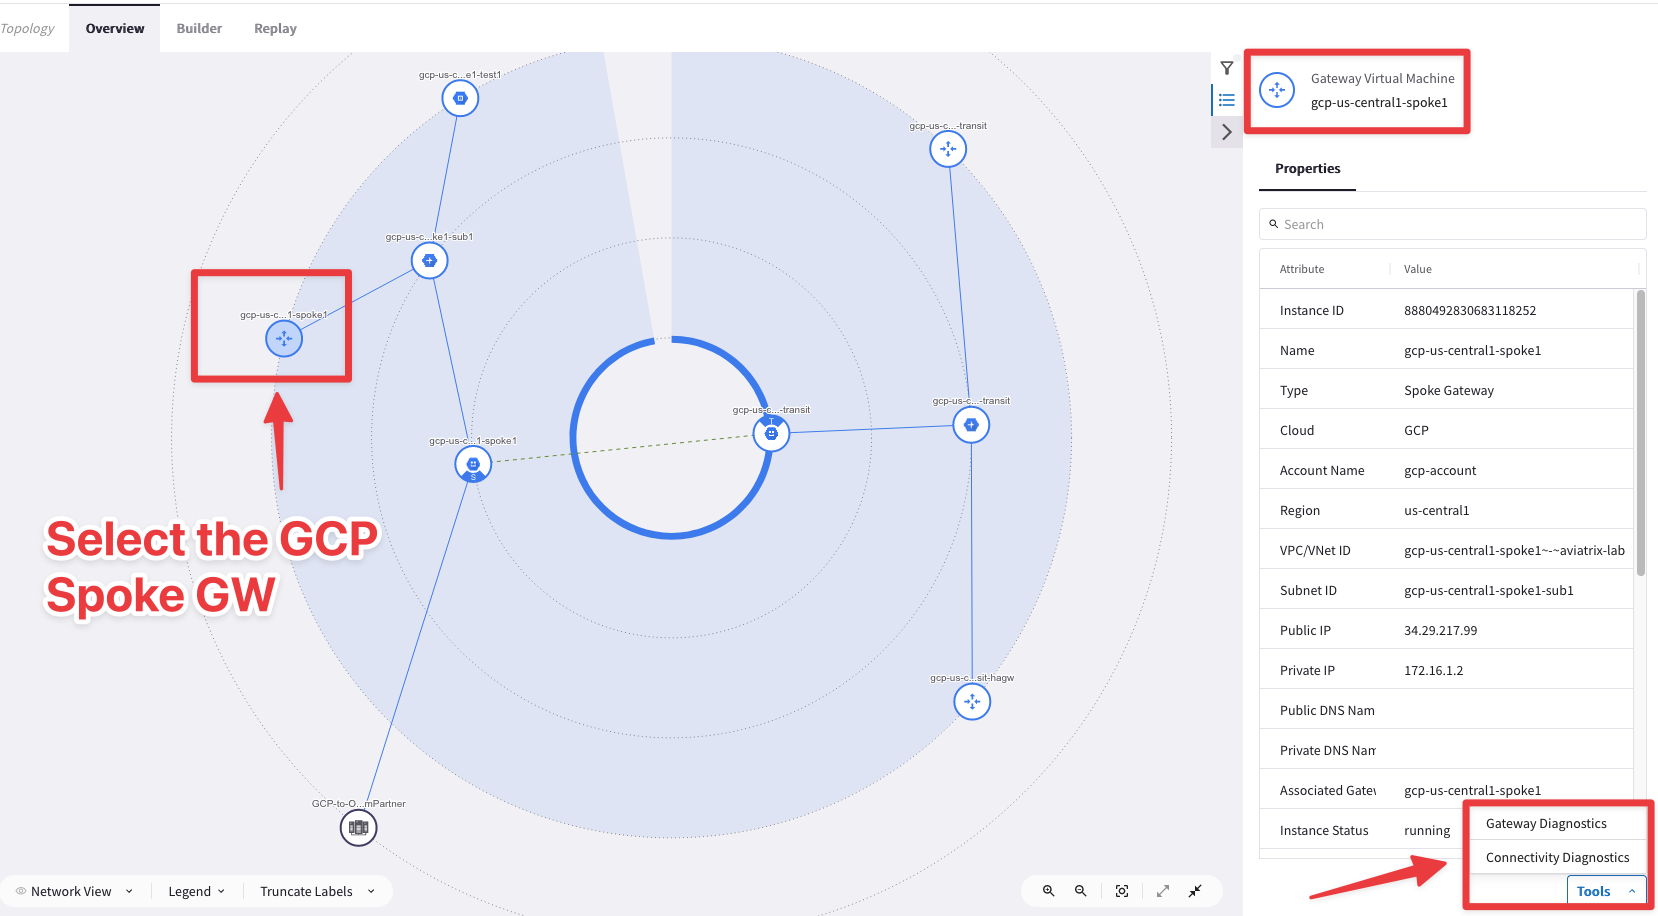 Topology
Overview
Builder
Replay
gcp-us-c...e1-test1
gcp-us-c...-transit
gcp-us-c...ke1-sub1
gcp-us-c...1-spoke1
gcp-us-c...-transit
gcp-us-c...-transit
gcp-us-c...1-spoke1
T
S
Select the GCP
Spoke GW
gcp-us-c...sit-hagw
GCP-to-O...mPartner
Network View
Legend
Truncate Labels
Gateway Virtual Machine
gcp-us-central1-spoke1
Properties
Search
Attribute Value
Instance ID 8880492830683118252
Name gcp-us-central1-spoke1
Type Spoke Gateway
Cloud GCP
Account Name gcp-account
Region us-central1
VPC/VNet ID gcp-us-central1-spoke1~-~aviatrix-lab
Subnet ID gcp-us-central1-spoke1-sub1
Public IP 34.29.217.99
Private IP 172.16.1.2
Public DNS Nam
Private DNS Nam
Associated Gatew gcp-us-central1-spoke1
Instance Status running
Gateway Diagnostics
Connectivity Diagnostics
Tools